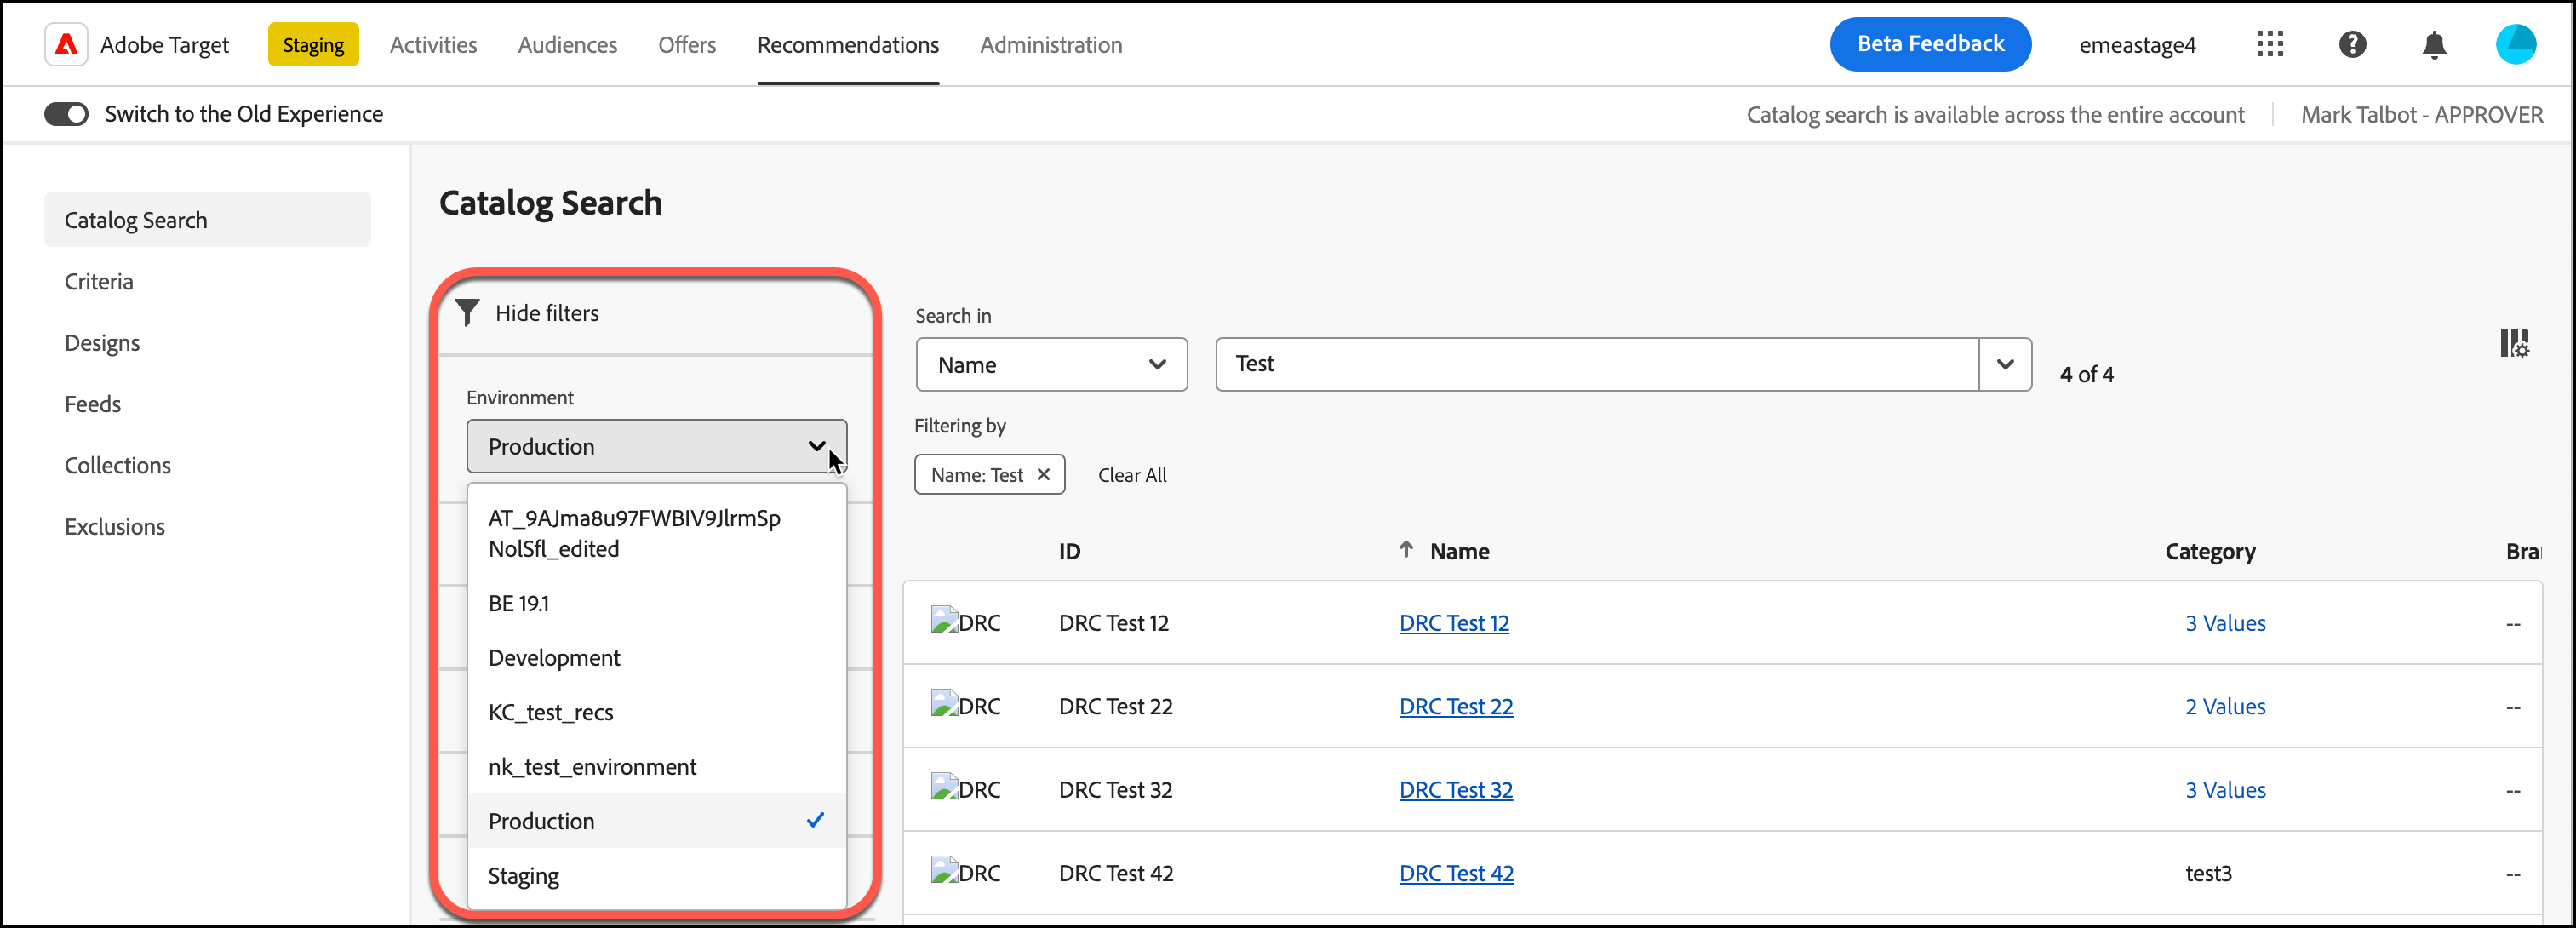 Adobe Target
Staging
Activities
Audiences
Offers
Recommendations
Administration
Beta Feedback
emeastage4
Switch to the Old Experience
Catalog search is available across the entire account
Mark Talbot - APPROVER
Catalog Search
Criteria
Designs
Feeds
Collections
Exclusions
Catalog Search
Hide filters
Environment
Production
AT_9AJma8u97FWBIV9JlrmSp
NolSfl_edited
BE 19.1
Development
KC_test_recs
nk_test_environment
Production
Staging
Search in
Name
Test
4 of 4
Filtering by
Name: Test
Clear All
ID
Name
Category
Bra
DRC
DRC Test 12
DRC Test 12
3 Values
--
DRC
DRC Test 22
DRC Test 22
2 Values
--
DRC
DRC Test 32
DRC Test 32
3 Values
--
DRC
DRC Test 42
DRC Test 42
test3
--